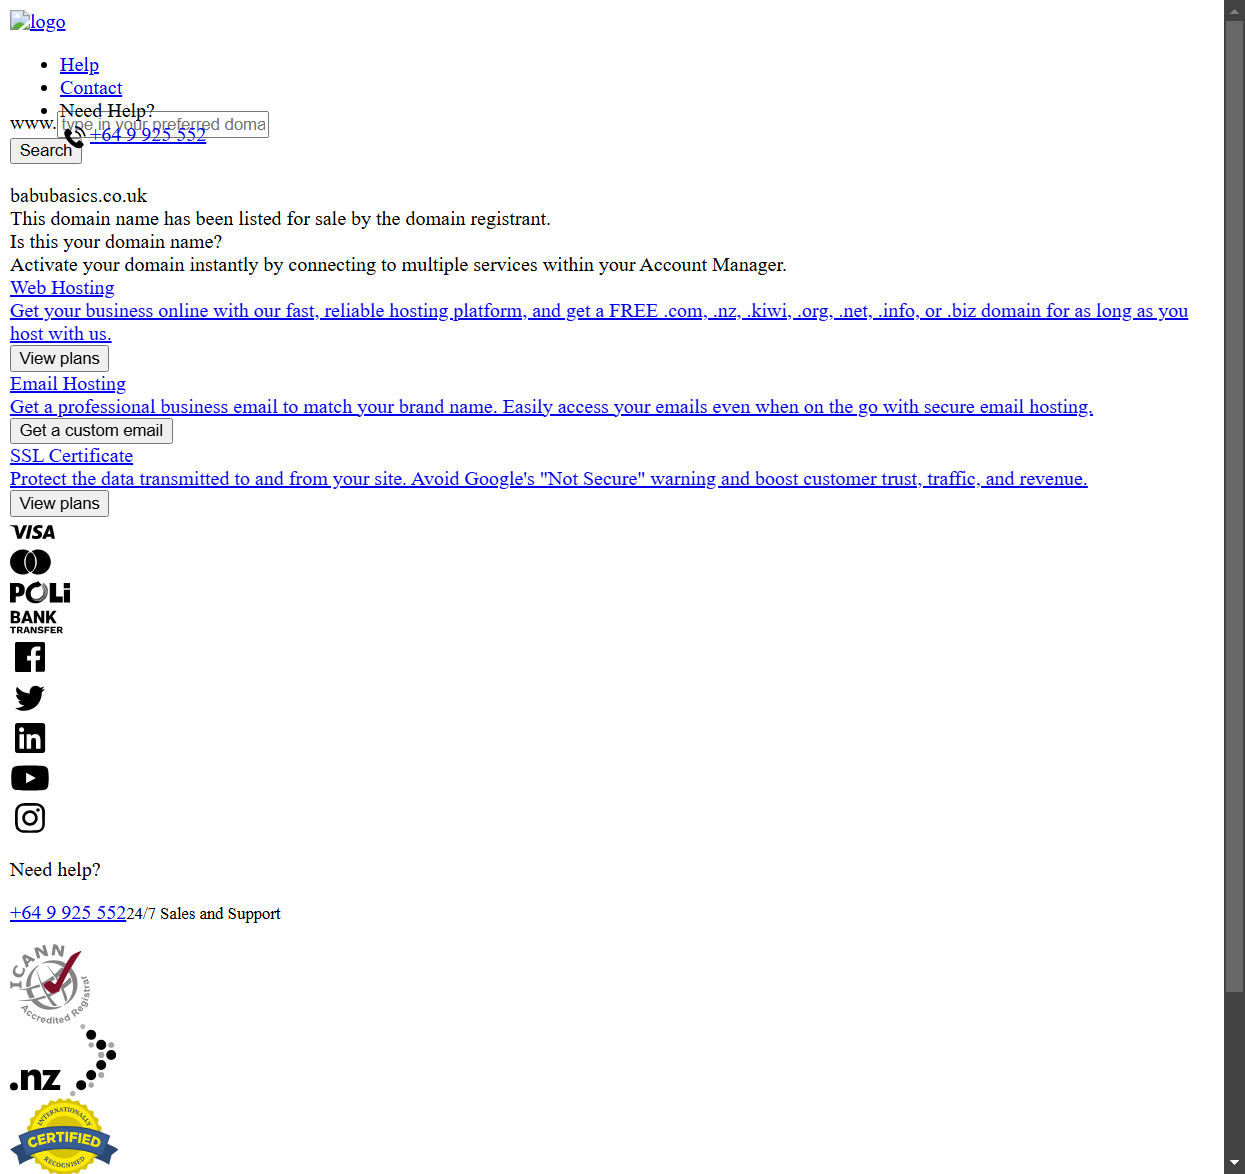 logo
Help
Contact
Need Help?
+64 9 925 552
www.
type in your preferred doma
Search
babubasics.co.uk
This domain name has been listed for sale by the domain registrant.
Is this your domain name?
Activate your domain instantly by connecting to multiple services within your Account Manager.
Web Hosting
Get your business online with our fast, reliable hosting platform, and get a FREE .com, .nz, .kiwi, .org, .net, .info, or .biz domain for as long as you
host with us.
View plans
Email Hosting
Get a professional business email to match your brand name. Easily access your emails even when on the go with secure email hosting.
Get a custom email
SSL Certificate
Protect the data transmitted to and from your site. Avoid Google's "Not Secure" warning and boost customer trust, traffic, and revenue.
View plans
VISA
POLi
BANK
TRANSFER
in
Need help?
+64 9 925 55224/7 Sales and Support
ICANN
Accredited Registrar
.nz
INTERNATIONALLY
CERTIFIED
RECOGNISED